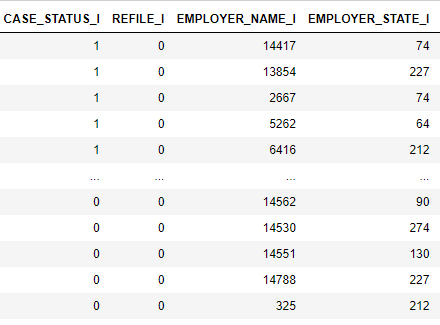 CASE_STATUS_I REFILE_I EMPLOYER_NAME_I EMPLOYER_STATE_I
1 0 14417 74
1 0 13854 227
1 0 2667 74
1 0 5262 64
1 0 6416 212
... ... ... ...
0 0 14562 90
0 0 14530 274
0 0 14551 130
0 0 14788 227
0 0 325 212